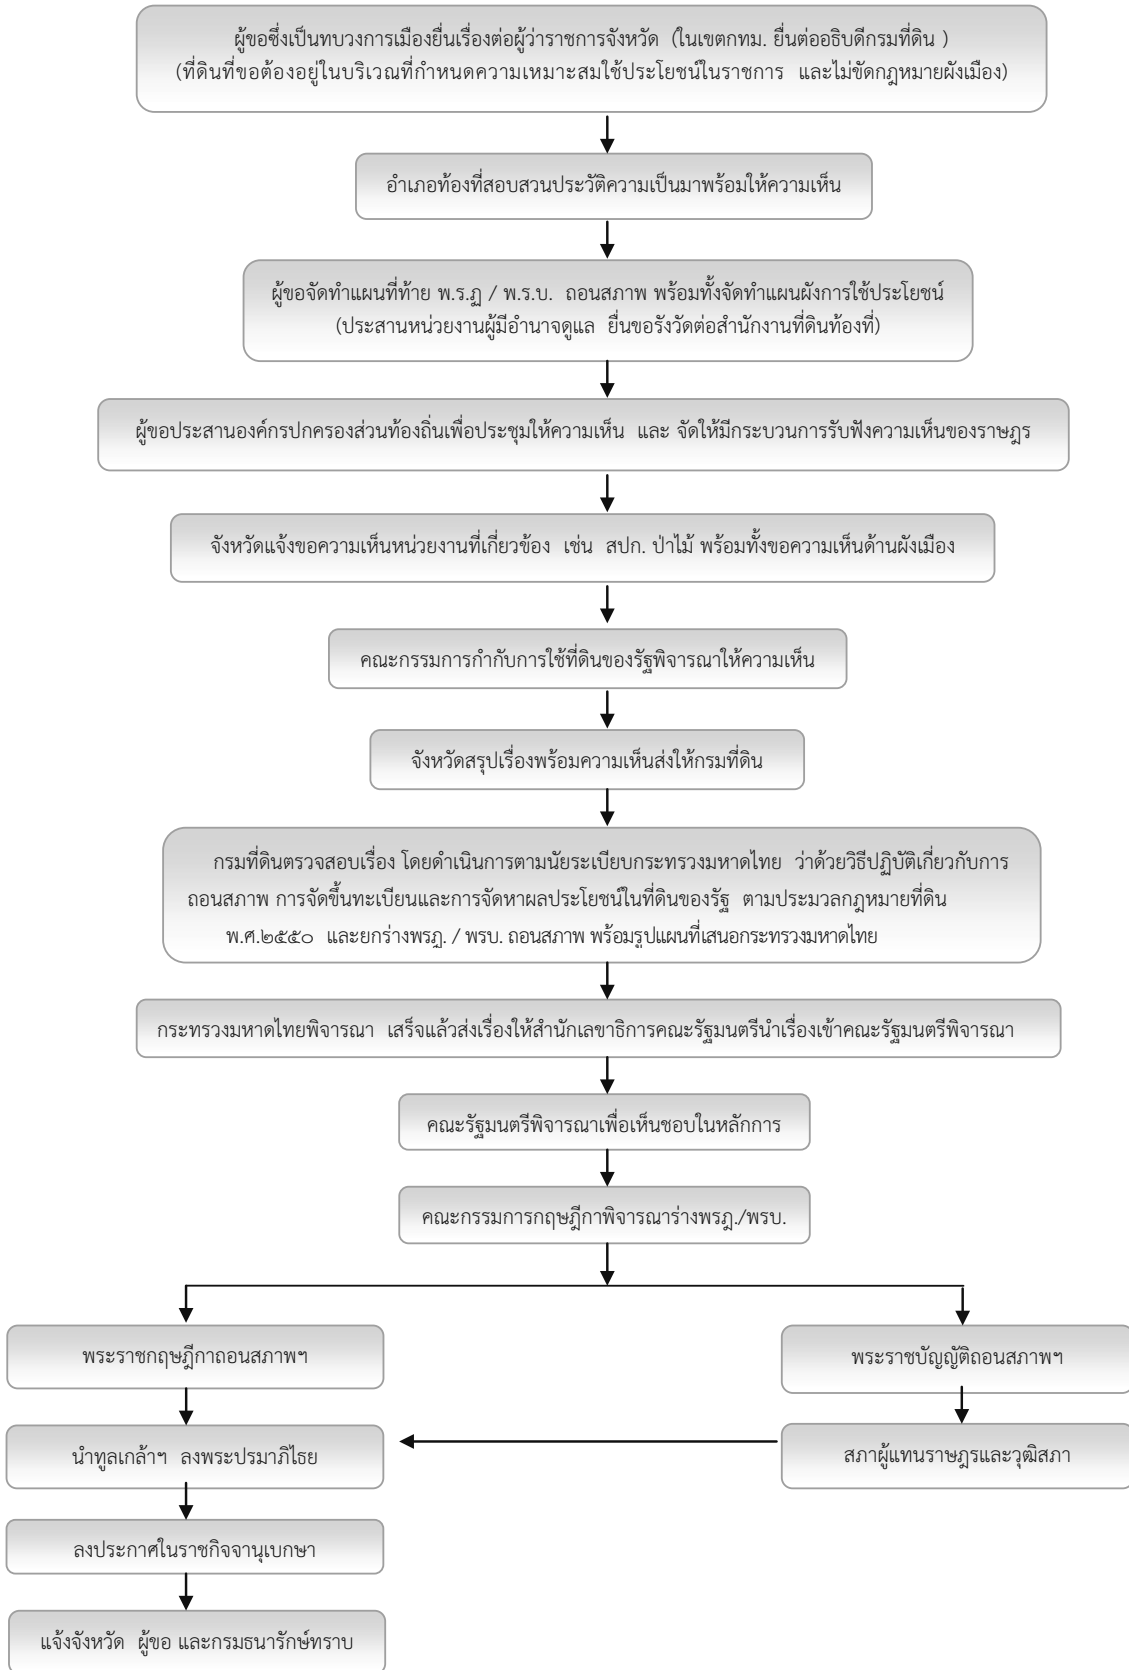 ผู้ขอซึ่งเป็นทบวงการเมืองยื่นเรื่องต่อผู้ว่าราชการจังหวัด (ในเขตกทม. ยื่นต่ออธิบดีกรมที่ดิน )
(ที่ดินที่ขอต้องอยู่ในบริเวณที่กำหนดความเหมาะสมใช้ประโยชน์ในราชการ และไม่ขัดกฎหมายผังเมือง)
อำเภอท้องที่สอบสวนประวัติความเป็นมาพร้อมให้ความเห็น
ผู้ขอจัดทำแผนที่ท้าย พ.ร.ฎ / พ.ร.บ. ถอนสภาพ พร้อมทั้งจัดทำแผนผังการใช้ประโยชน์
(ประสานหน่วยงานผู้มีอำนาจดูแล ยื่นขอรังวัดต่อสำนักงานที่ดินท้องที่)
ผู้ขอประสานองค์กรปกครองส่วนท้องถิ่นเพื่อประชุมให้ความเห็น และ จัดให้มีกระบวนการรับฟังความเห็นของราษฎร
จังหวัดแจ้งขอความเห็นหน่วยงานที่เกี่ยวข้อง เช่น สปก. ป่าไม้ พร้อมทั้งขอความเห็นด้านผังเมือง
คณะกรรมการกำกับการใช้ที่ดินของรัฐพิจารณาให้ความเห็น
จังหวัดสรุปเรื่องพร้อมความเห็นส่งให้กรมที่ดิน
กรมที่ดินตรวจสอบเรื่อง โดยดำเนินการตามนัยระเบียบกระทรวงมหาดไทย ว่าด้วยวิธีปฏิบัติเกี่ยวกับการ
ถอนสภาพ การจัดขึ้นทะเบียนและการจัดหาผลประโยชน์ในที่ดินของรัฐ ตามประมวลกฎหมายที่ดิน
พ.ศ.๒๕๕๐ และยกร่างพรฎ. / พรบ. ถอนสภาพ พร้อมรูปแผนที่เสนอกระทรวงมหาดไทย
กระทรวงมหาดไทยพิจารณา เสร็จแล้วส่งเรื่องให้สำนักเลขาธิการคณะรัฐมนตรีนำเรื่องเข้าคณะรัฐมนตรีพิจารณา
คณะรัฐมนตรีพิจารณาเพื่อเห็นชอบในหลักการ
คณะกรรมการกฤษฎีกาพิจารณาร่างพรฎ./พรบ.
พระราชกฤษฎีกาถอนสภาพฯ
พระราชบัญญัติถอนสภาพฯ
นำทูลเกล้าฯ ลงพระปรมาภิไธย
สภาผู้แทนราษฎรและวุฒิสภา
ลงประกาศในราชกิจจานุเบกษา
แจ้งจังหวัด ผู้ขอ และกรมธนารักษ์ทราบ